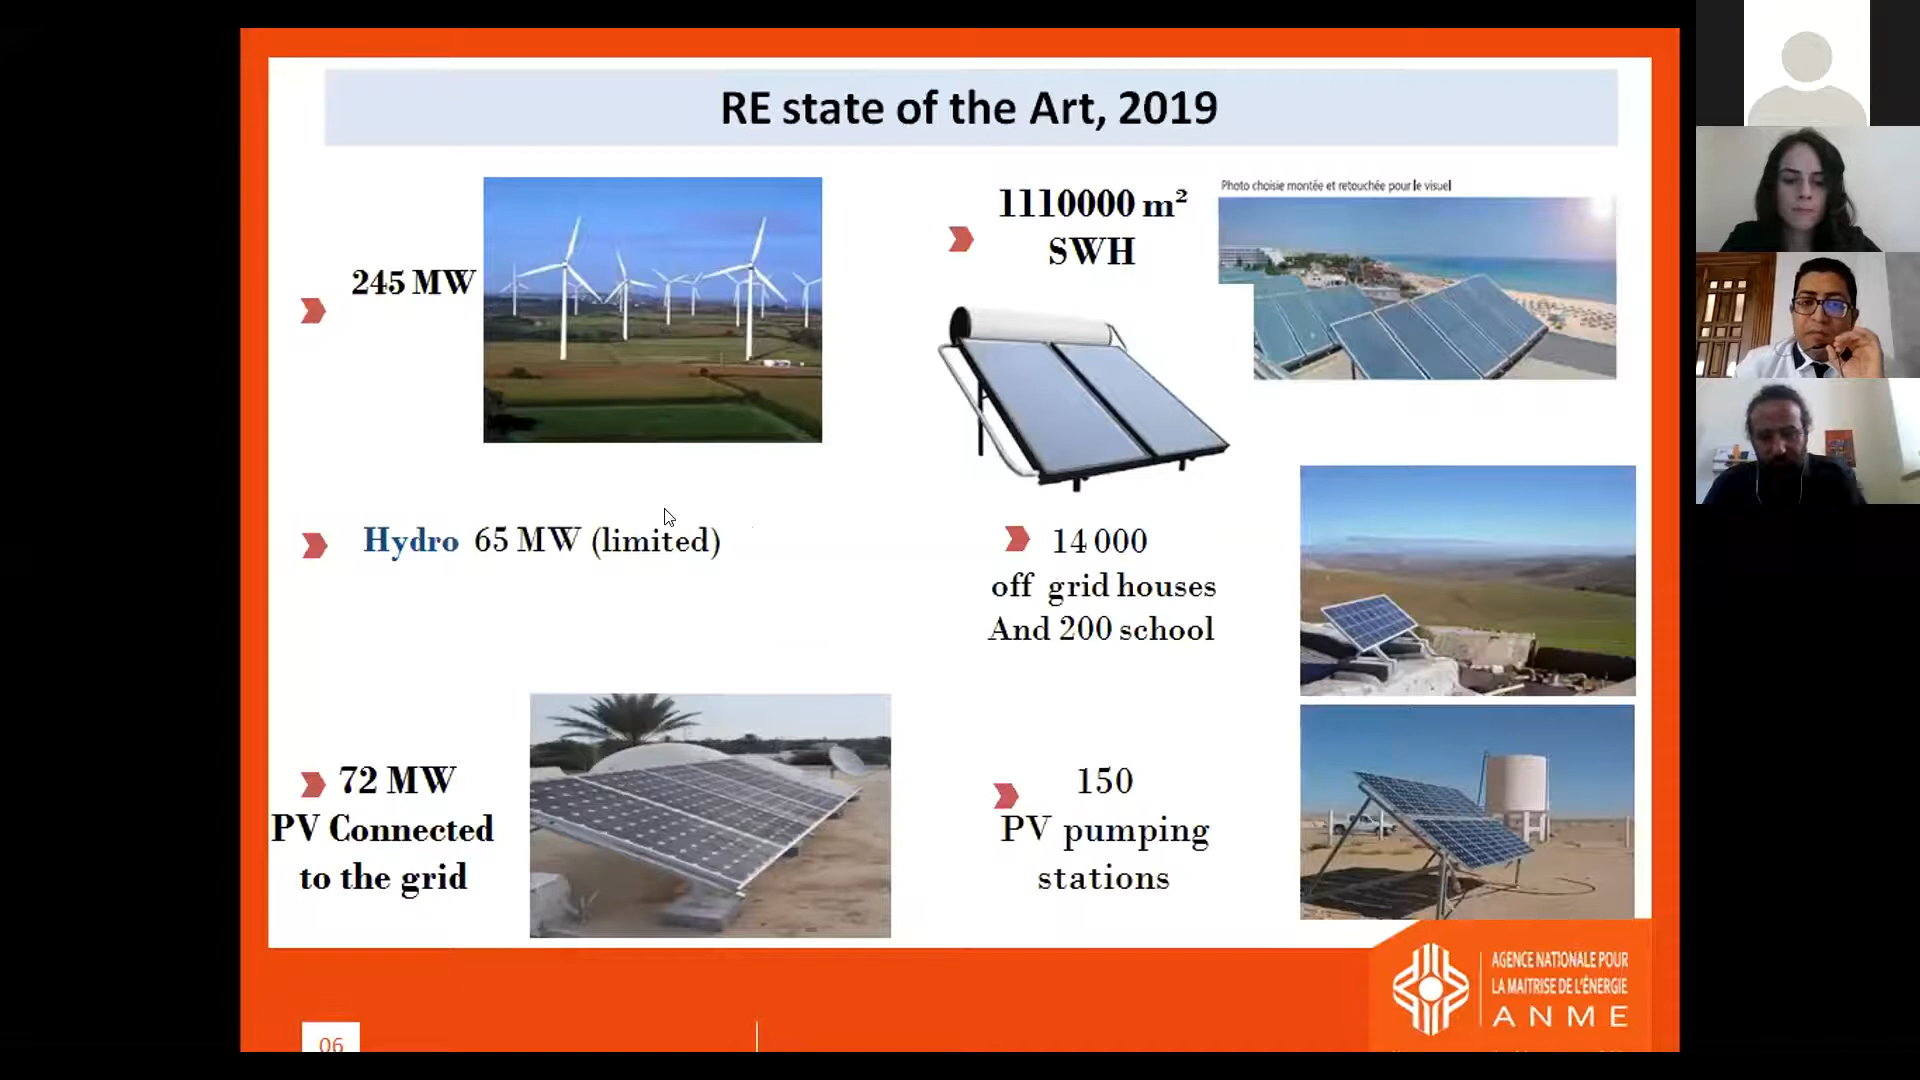 RE state of the Art, 2019
245 MW
1110000 m²
SWH
Photo choisie montée et retouchée pour le visuel
Hydro 65 MW (limited)
14 000
off grid houses
And 200 school
72 MW
PV Connected
to the grid
150
PV pumping
stations
AGENCE NATIONALE POUR
LA MAITRISE DE L'ÉNERGIE
ANME
06